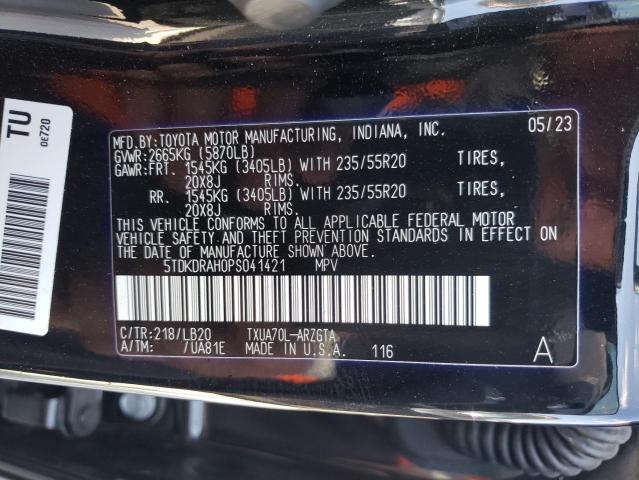 TU
0E720
MFD.BY:TOYOTA MOTOR MANUFACTURING, INDIANA, INC. 05/23
GVWR:2665KG (5870LB)
GAWR:FRT. 1545KG (3405LB) WITH 235/55R20 TIRES,
20X8J RIMS.
RR. 1545KG (3405LB) WITH 235/55R20 TIRES,
20X8J RIMS.
THIS VEHICLE CONFORMS TO ALL APPLICABLE FEDERAL MOTOR
VEHICLE SAFETY AND THEFT PREVENTION STANDARDS IN EFFECT ON
THE DATE OF MANUFACTURE SHOWN ABOVE.
5TDKDRAH0PS041421 MPV
C/TR:218/LB20 TXUA70L-ARZGTA
A/TM: /UA81E MADE IN U.S.A. 116 A